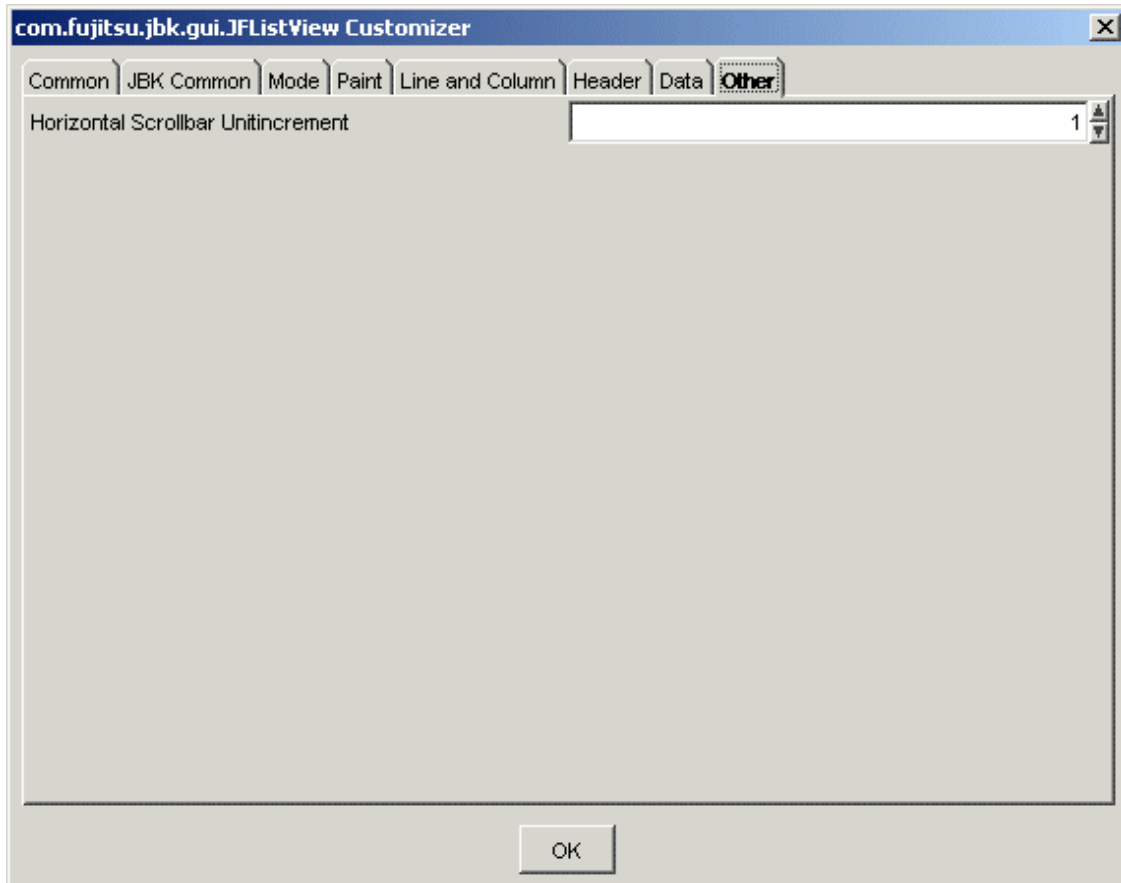 com.fujitsu.jbk.gui.JFListView Customizer
Common JBK Common Mode Paint Line and Column Header Data Other
Horizontal Scrollbar Unitincrement 1
OK